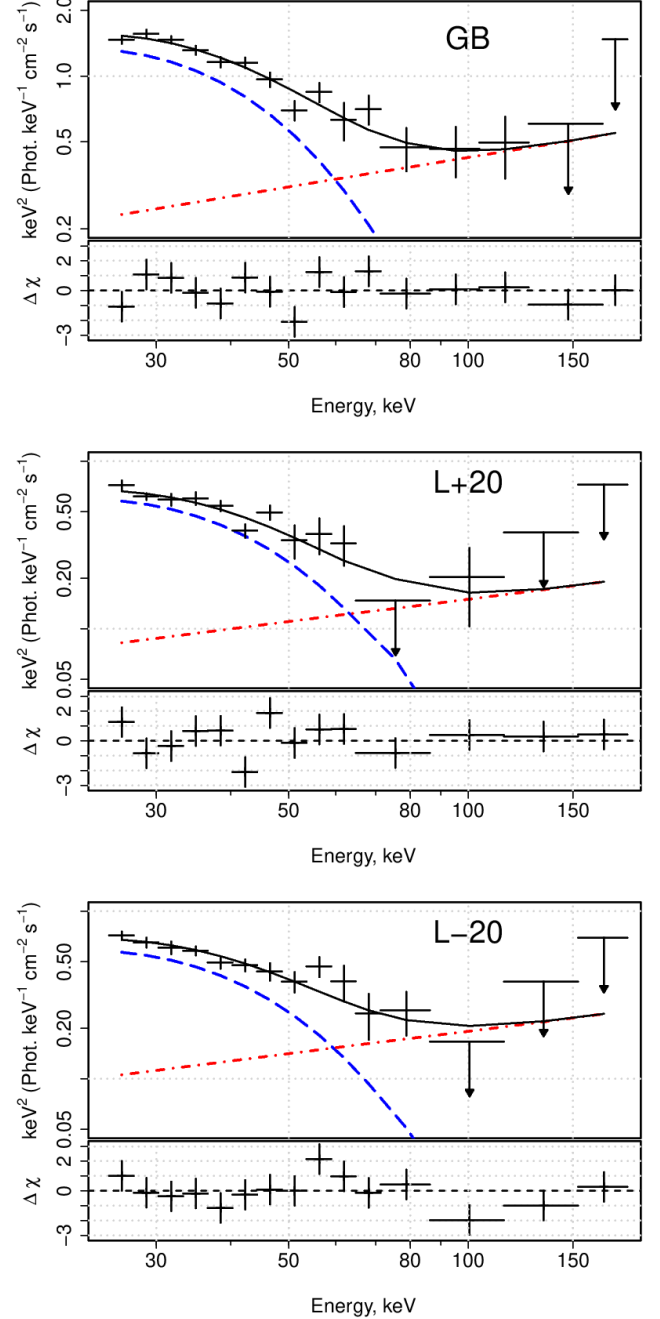 GB
keV² (Phot. keV⁻¹ cm⁻² s⁻¹)
2.0
1.0
0.5
0.2
Δ χ
2
0
−3
30 50 80 100 150
Energy, keV
L+20
keV² (Phot. keV⁻¹ cm⁻² s⁻¹)
0.50
0.20
0.05
Δ χ
2
0
−3
30 50 80 100 150
Energy, keV
L−20
keV² (Phot. keV⁻¹ cm⁻² s⁻¹)
0.50
0.20
0.05
Δ χ
2
0
−3
30 50 80 100 150
Energy, keV